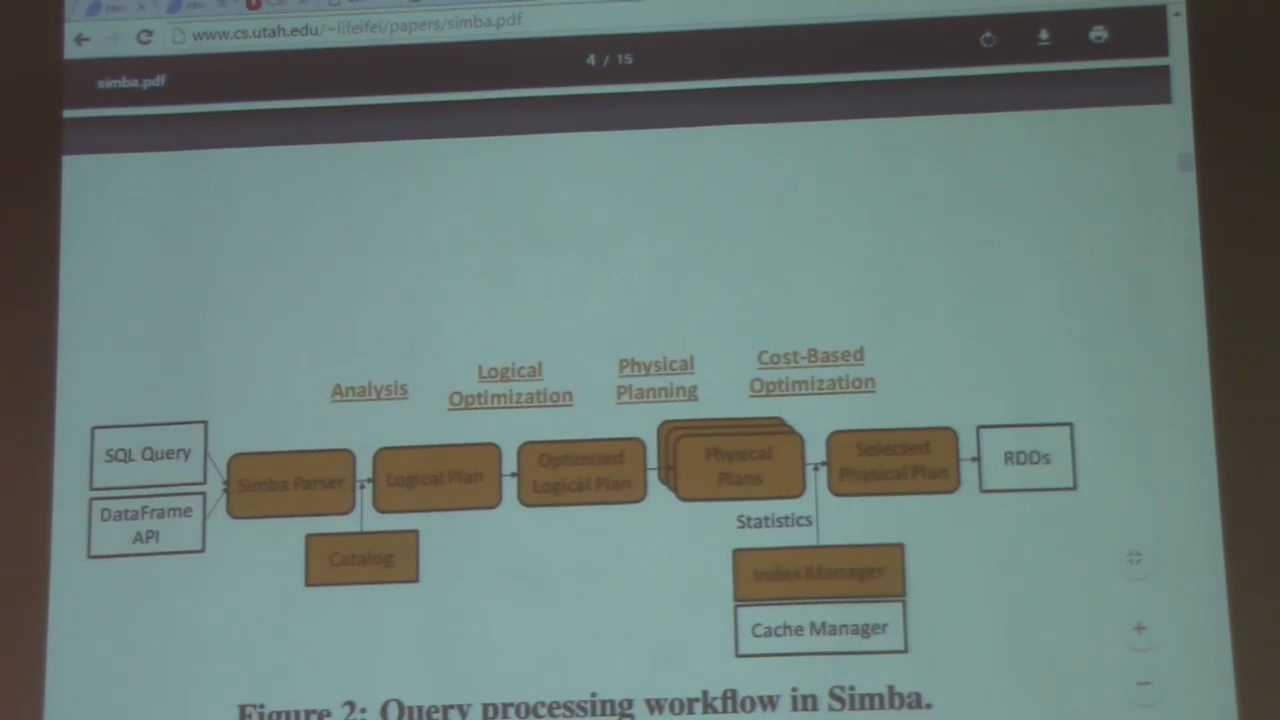 www.cs.utah.edu/~lifeifei/papers/simba.pdf
simba.pdf
4 / 15
Analysis
Logical
Optimization
Physical
Planning
Cost-Based
Optimization
SQL Query
DataFrame
API
Simba Parser
Catalog
Logical Plan
Optimized
Logical Plan
Physical
Plans
Statistics
Index Manager
Cache Manager
Selected
Physical Plan
RDDs
Figure 2: Query processing workflow in Simba.